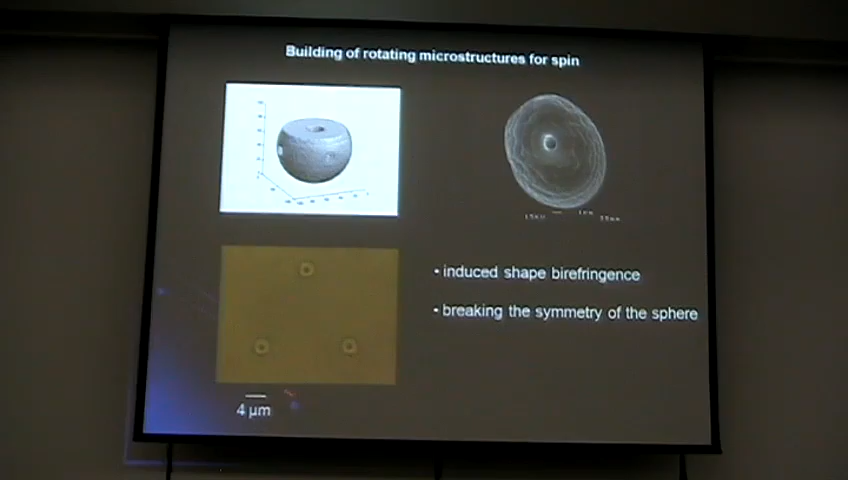 Building of rotating microstructures for spin
• induced shape birefringence
• breaking the symmetry of the sphere
4 µm